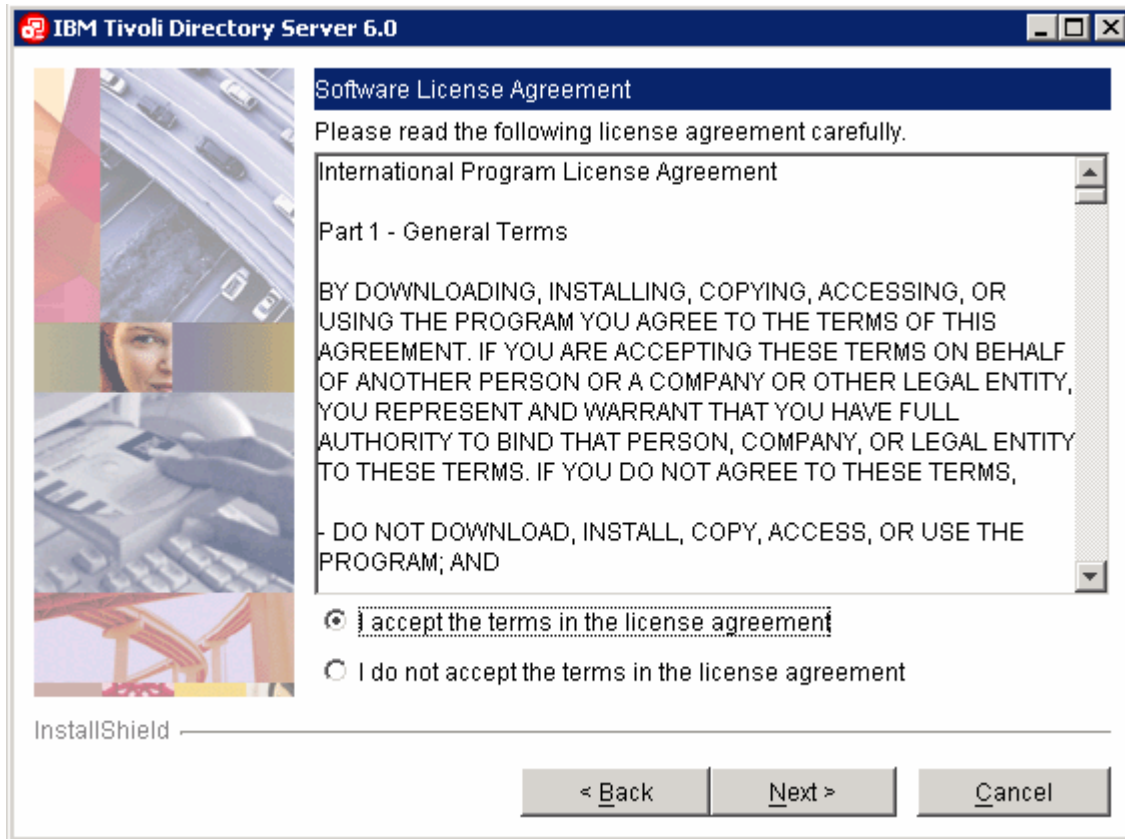 IBM Tivoli Directory Server 6.0
Software License Agreement
Please read the following license agreement carefully.
International Program License Agreement
Part 1 - General Terms
BY DOWNLOADING, INSTALLING, COPYING, ACCESSING, OR
USING THE PROGRAM YOU AGREE TO THE TERMS OF THIS
AGREEMENT. IF YOU ARE ACCEPTING THESE TERMS ON BEHALF
OF ANOTHER PERSON OR A COMPANY OR OTHER LEGAL ENTITY,
YOU REPRESENT AND WARRANT THAT YOU HAVE FULL
AUTHORITY TO BIND THAT PERSON, COMPANY, OR LEGAL ENTITY
TO THESE TERMS. IF YOU DO NOT AGREE TO THESE TERMS,
- DO NOT DOWNLOAD, INSTALL, COPY, ACCESS, OR USE THE
PROGRAM; AND
I accept the terms in the license agreement
I do not accept the terms in the license agreement
InstallShield
< Back Next > Cancel